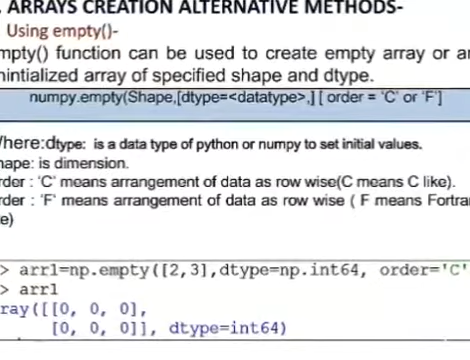 . ARRAYS CREATION ALTERNATIVE METHODS-
Using empty()-
mpty() function can be used to create empty array or an
nintialized array of specified shape and dtype.
numpy.empty(Shape,[dtype=<datatype>,] [ order = 'C' or 'F']
here:dtype: is a data type of python or numpy to set initial values.
hape: is dimension.
rder : 'C' means arrangement of data as row wise(C means C like).
rder : 'F' means arrangement of data as row wise ( F means Fortra
e)
> arr1=np.empty([2,3],dtype=np.int64, order='C'
> arr1
ray([[0, 0, 0],
[0, 0, 0]], dtype=int64)